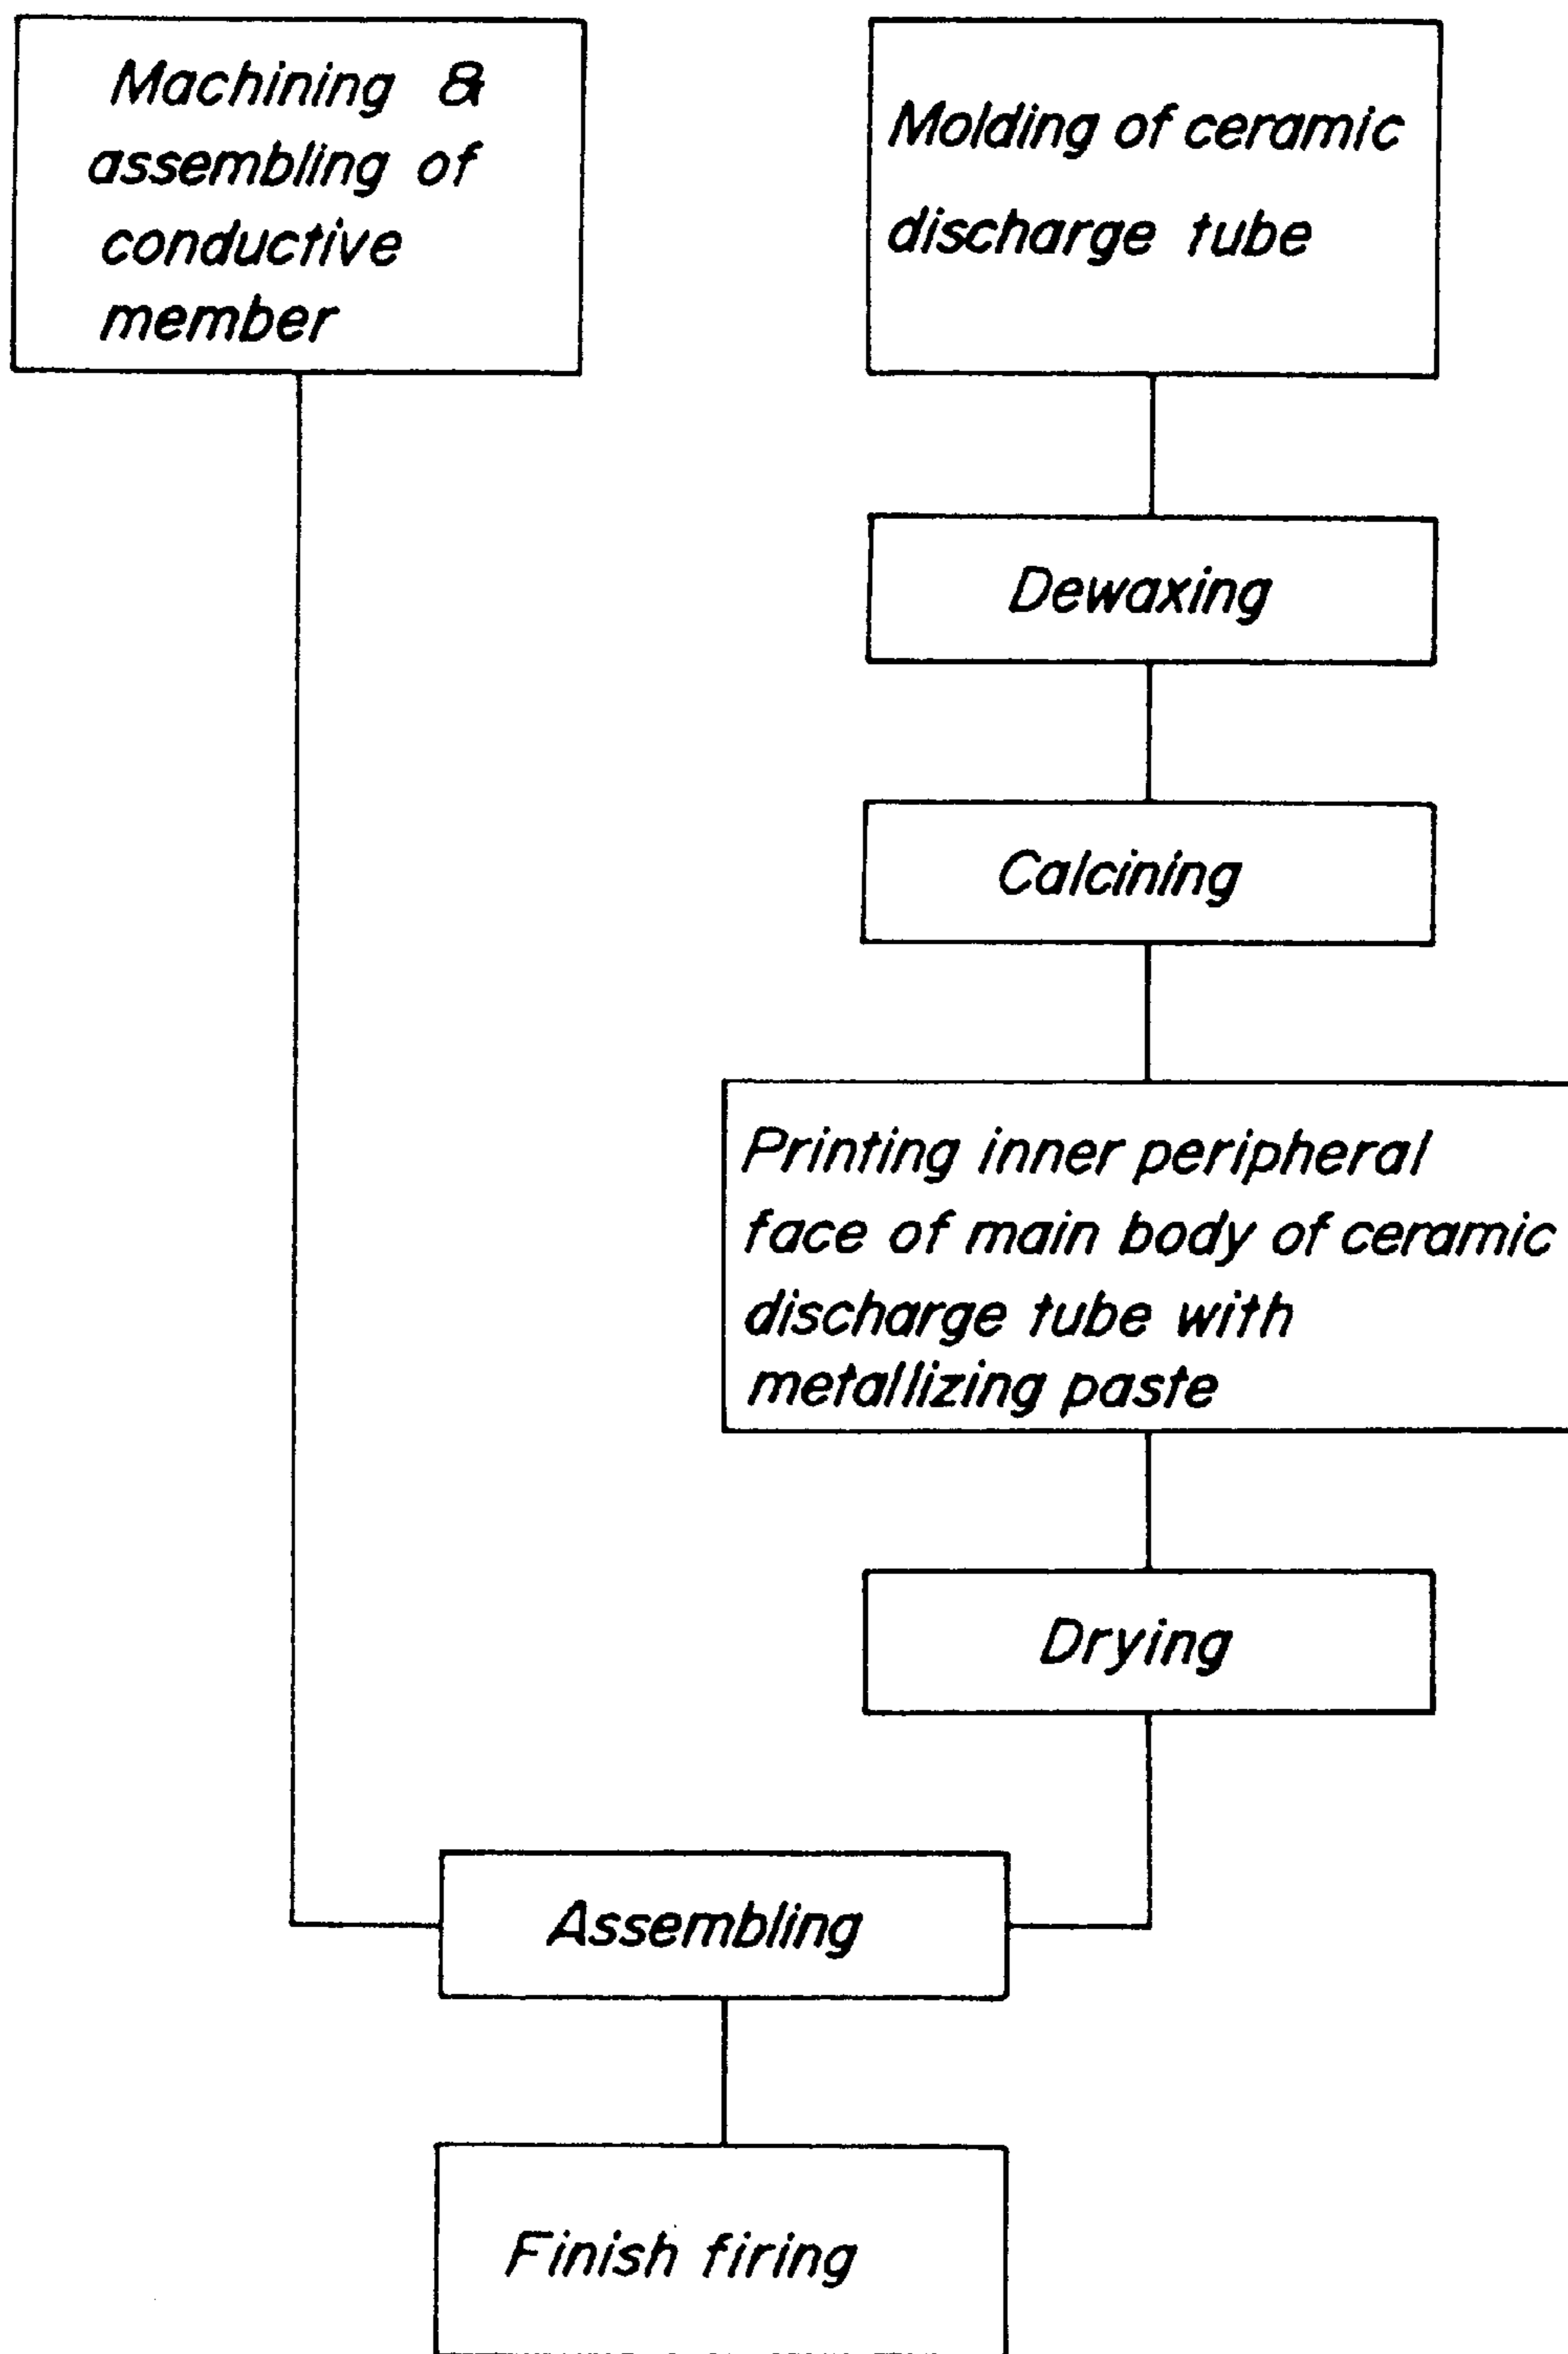 Machining &
assembling of
conductive
member
Molding of ceramic
discharge tube
Dewaxing
Calcining
Printing inner peripheral
face of main body of ceramic
discharge tube with
metallizing paste
Drying
Assembling
Finish firing